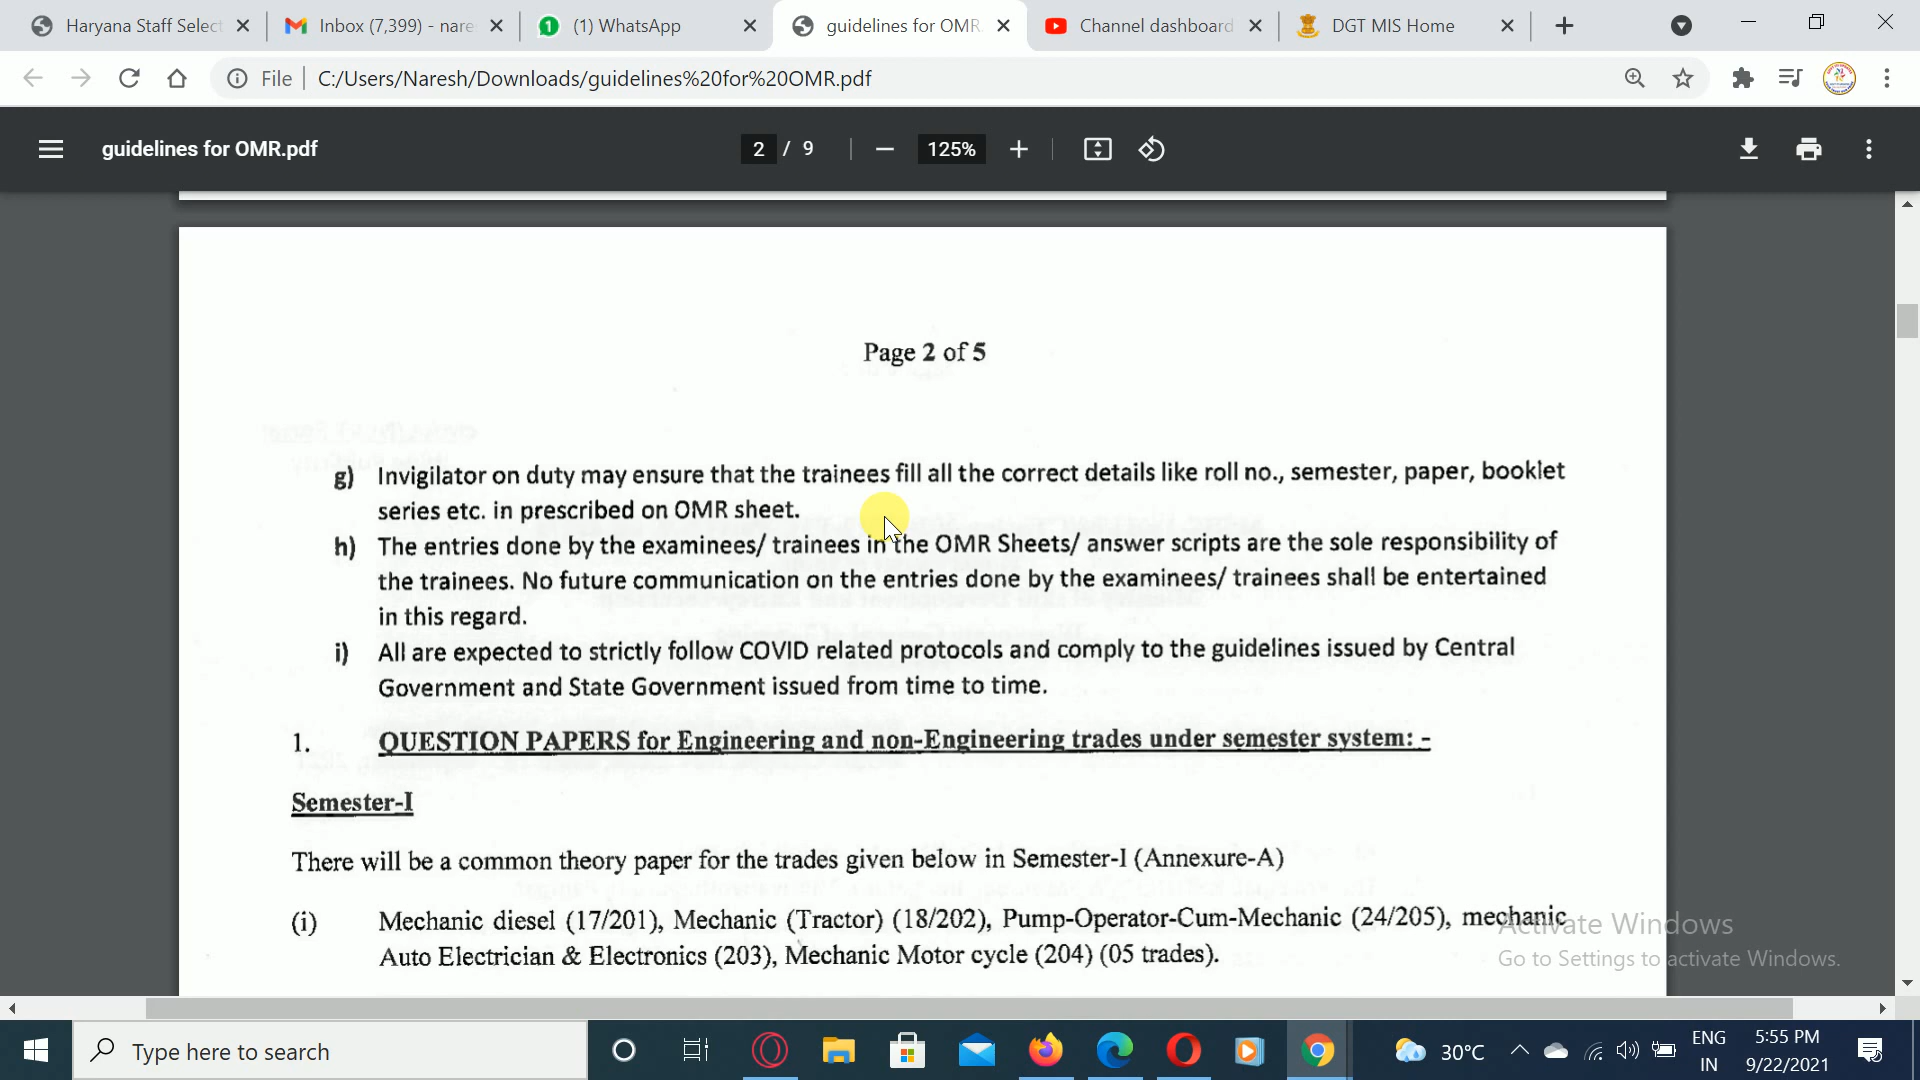 Haryana Staff Select
Inbox (7,399) - nare
(1) WhatsApp
guidelines for OMR.
Channel dashboard
DGT MIS Home
File
C:/Users/Naresh/Downloads/guidelines%20for%20OMR.pdf
guidelines for OMR.pdf
2 / 9
125%
Page 2 of 5
g) Invigilator on duty may ensure that the trainees fill all the correct details like roll no., semester, paper, booklet
series etc. in prescribed on OMR sheet.
h) The entries done by the examinees/ trainees in the OMR Sheets/ answer scripts are the sole responsibility of
the trainees. No future communication on the entries done by the examinees/ trainees shall be entertained
in this regard.
i) All are expected to strictly follow COVID related protocols and comply to the guidelines issued by Central
Government and State Government issued from time to time.
1. QUESTION PAPERS for Engineering and non-Engineering trades under semester system: -
Semester-I
There will be a common theory paper for the trades given below in Semester-I (Annexure-A)
(i) Mechanic diesel (17/201), Mechanic (Tractor) (18/202), Pump-Operator-Cum-Mechanic (24/205), mechanic
Auto Electrician & Electronics (203), Mechanic Motor cycle (204) (05 trades).
Activate Windows
Go to Settings to activate Windows.
Type here to search
30°C
ENG
IN
5:55 PM
9/22/2021